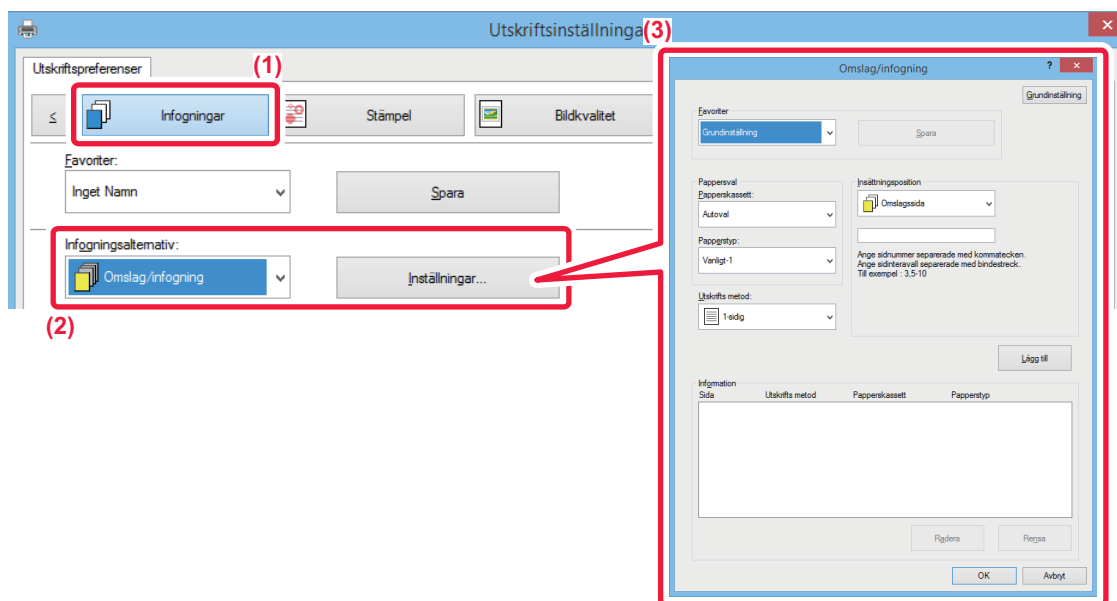 Utskriftsinställninga
(3)
Utskriftspreferenser
(1)
<
Infogningar
Stämpel
Bildkvalitet
Favoriter:
Inget Namn
Spara
Infogningsalternativ:
Omslag/infogning
Inställningar...
(2)
Omslag/infogning
?
Grundinställning
Favoriter
Grundinställning
Spara
Pappersval
Papperskassett:
Autoval
Papperstyp:
Vanligt-1
Insättningsposition
Omslagssida
Ange sidnummer separerade med kommatecken.
Ange sidinteravall separerade med bindestreck.
Till exempel : 3,5-10
Utskrifts metod:
1-sidig
Lägg till
Information
Sida Utskrifts metod Papperskassett Papperstyp
Radera Rensa
OK Avbryt